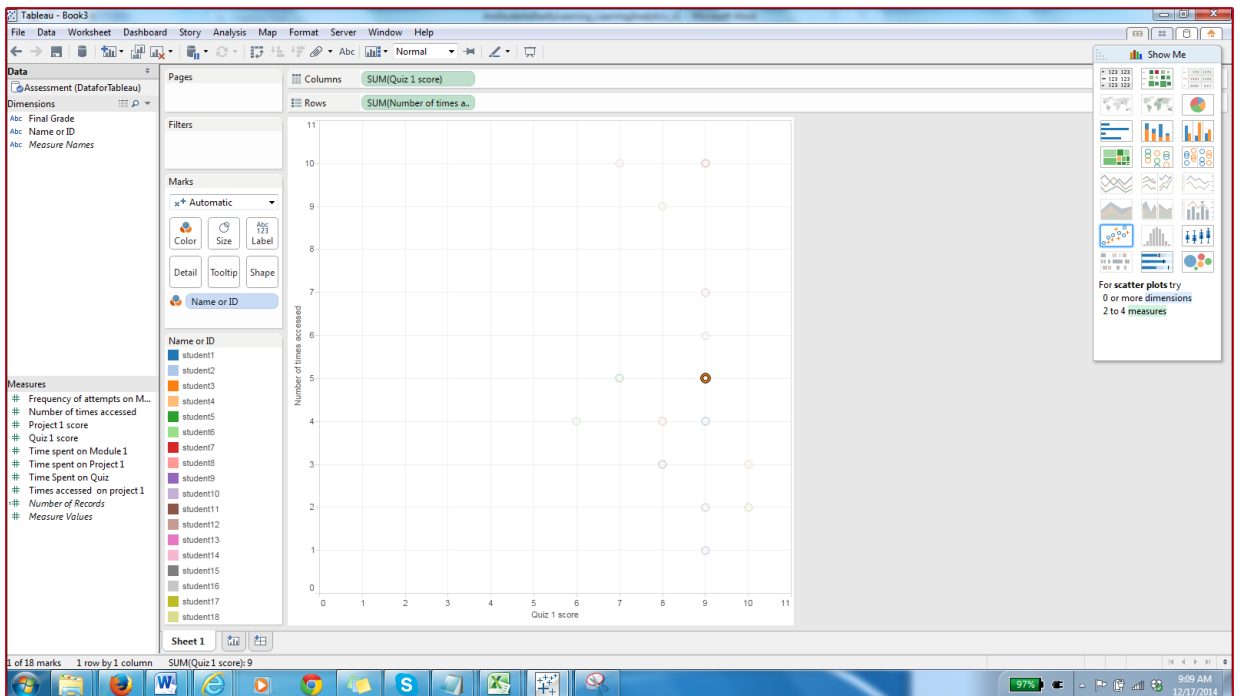 Tableau - Book3
File Data Worksheet Dashboard Story Analysis Map Format Server Window Help
Abc Normal
Data
Assessment (DataforTableau)
Dimensions
Abc Final Grade
Abc Name or ID
Abc Measure Names
Measures
# Frequency of attempts on M...
# Number of times accessed
# Project 1 score
# Quiz 1 score
# Time spent on Module 1
# Time spent on Project 1
# Time Spent on Quiz
# Times accessed on project 1
# Number of Records
# Measure Values
Pages
Filters
Marks
Automatic
Abc
123
Color Size Label
Detail Tooltip Shape
Name or ID
Name or ID
student1
student2
student3
student4
student5
student6
student7
student8
student9
student10
student11
student12
student13
student14
student15
student16
student17
student18
Columns SUM(Quiz 1 score)
Rows SUM(Number of times a..
11
10
9
8
7
6
5
4
3
2
1
0
Number of times accessed
0 1 2 3 4 5 6 7 8 9 10 11
Quiz 1 score
Show Me
For scatter plots try
0 or more dimensions
2 to 4 measures
Sheet 1
1 of 18 marks 1 row by 1 column SUM(Quiz 1 score): 9
97%
9:09 AM
12/17/2014